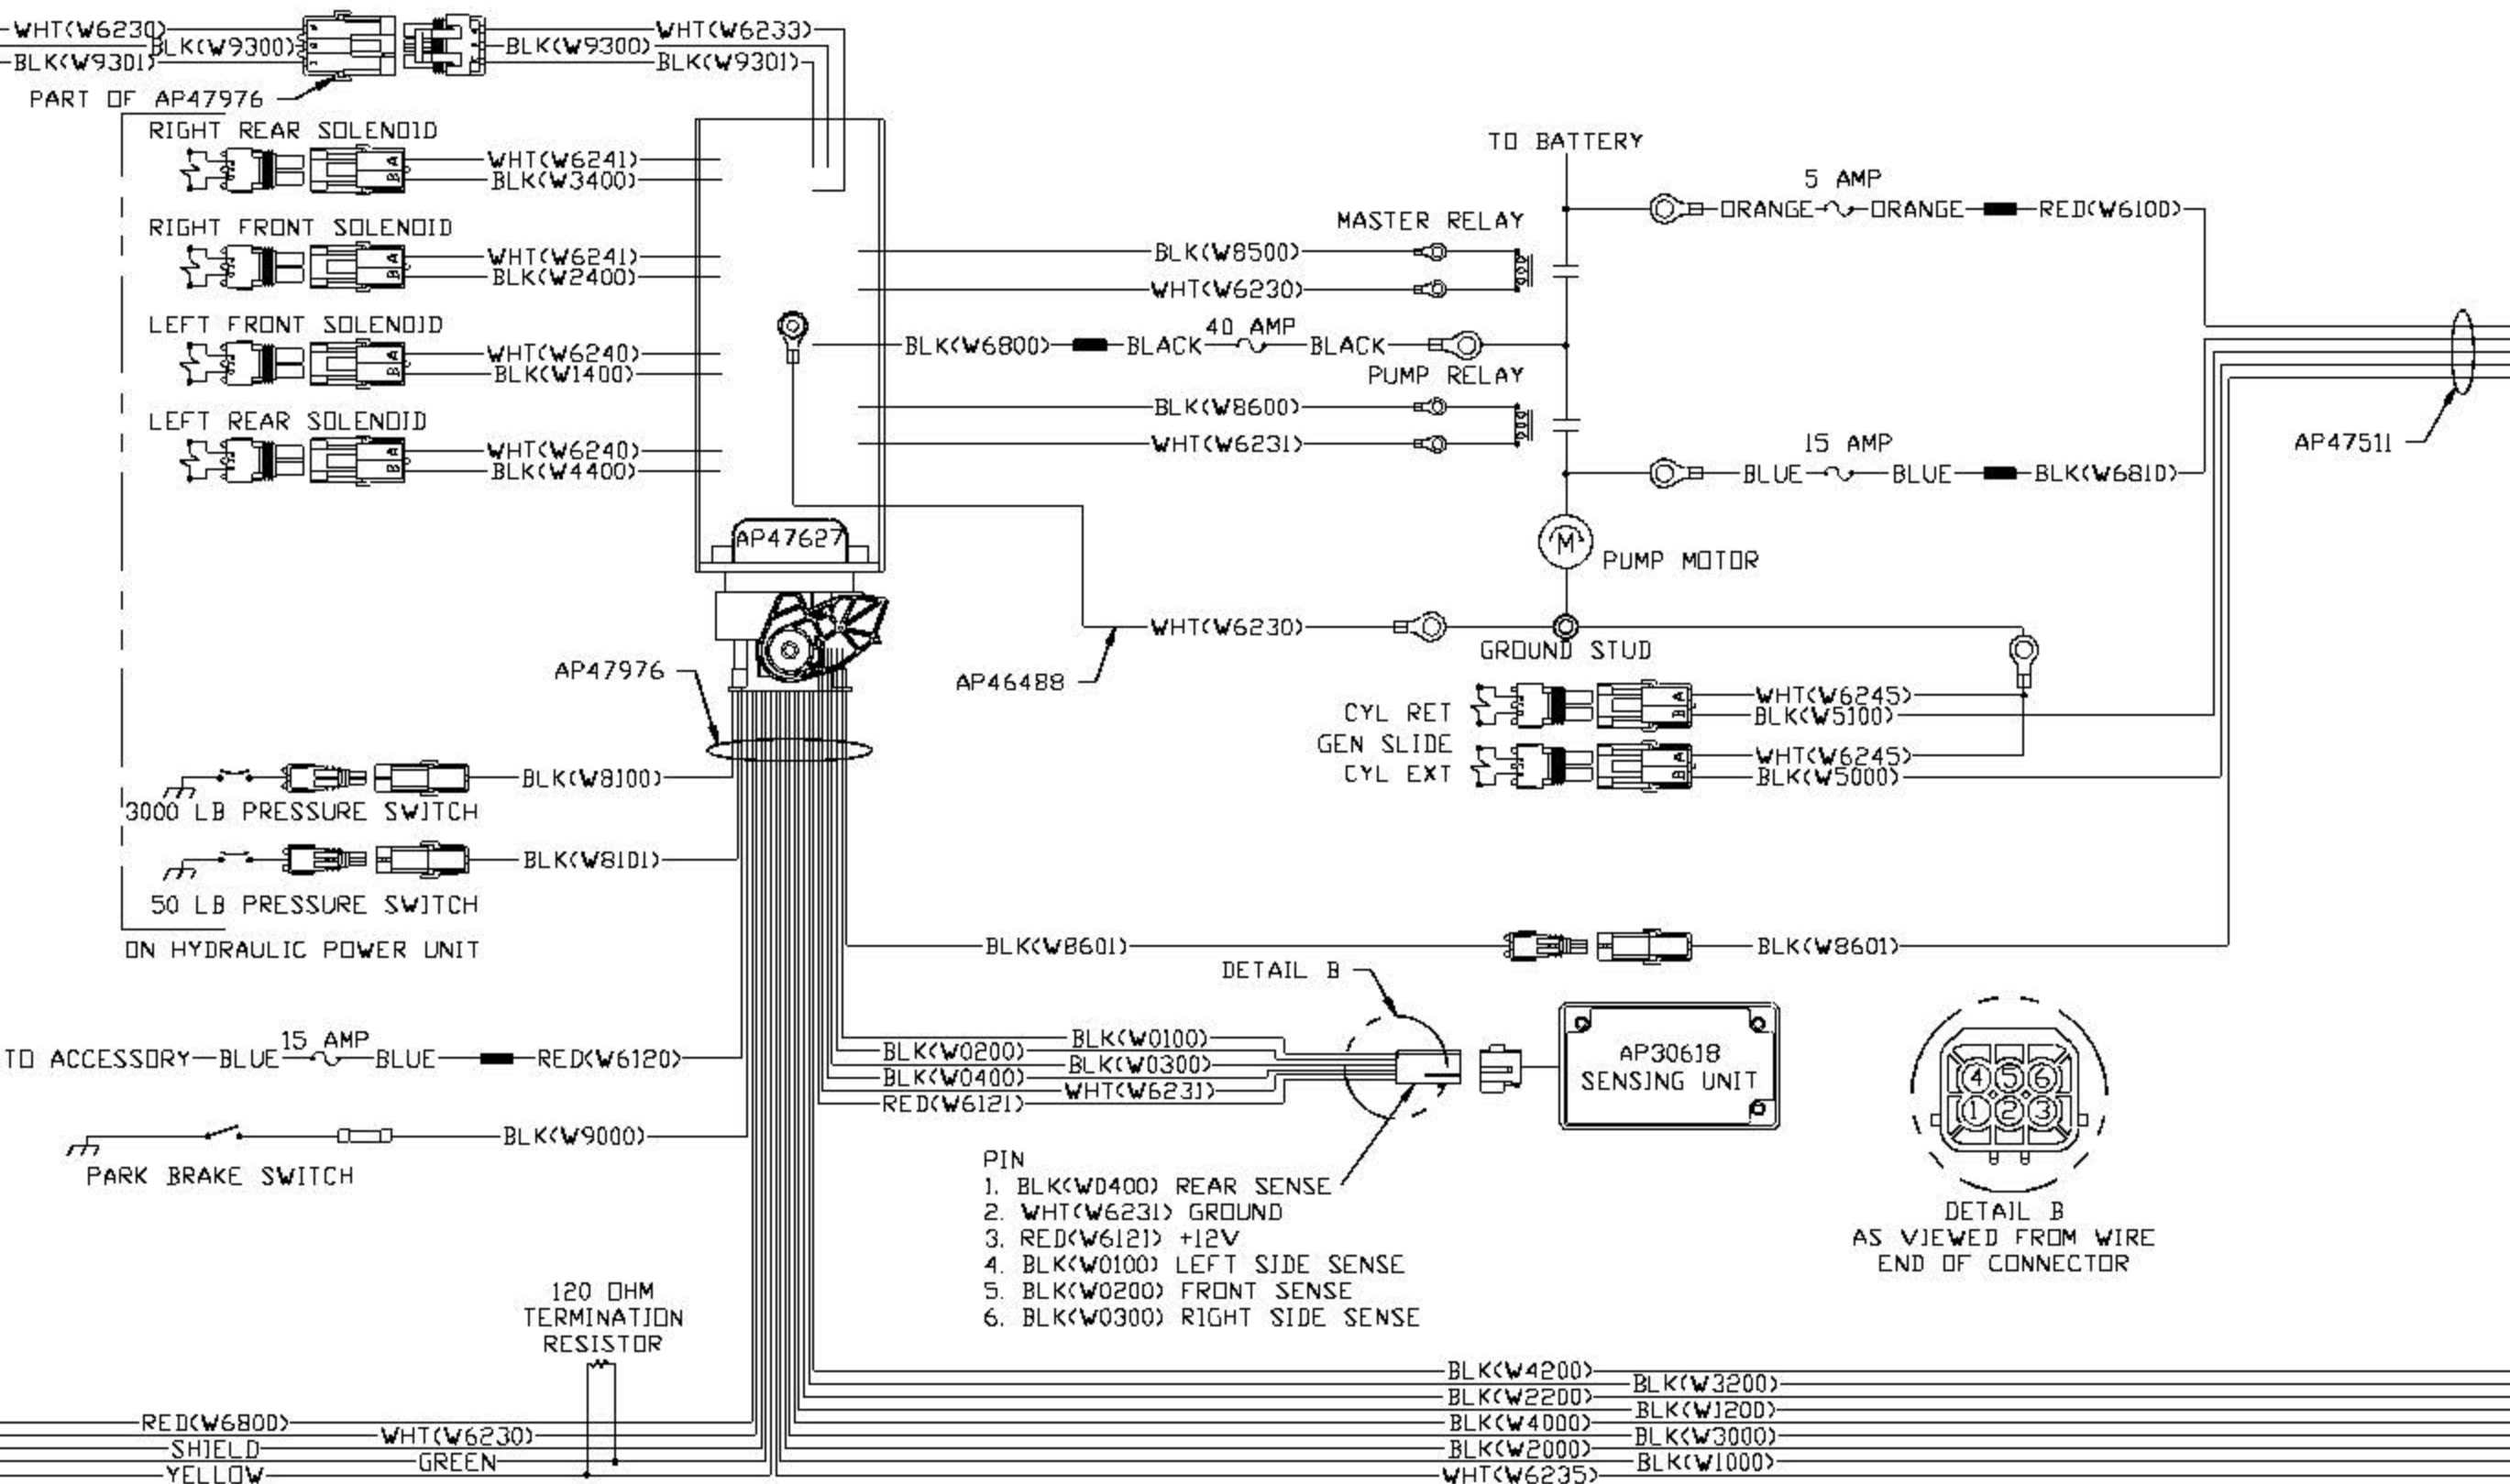 WHT(W6230)
BLK(W9300)
BLK(W9301)
WHT(W6233)
BLK(W9300)
BLK(W9301)
PART OF AP47976
RIGHT REAR SOLENOID
A
B
WHT(W6241)
BLK(W3400)
RIGHT FRONT SOLENOID
A
B
WHT(W6241)
BLK(W2400)
LEFT FRONT SOLENOID
A
B
WHT(W6240)
BLK(W1400)
LEFT REAR SOLENOID
A
B
WHT(W6240)
BLK(W4400)
TO BATTERY
5 AMP
ORANGE
ORANGE
RED(W6100)
MASTER RELAY
BLK(W8500)
WHT(W6230)
40 AMP
BLK(W6800)
BLACK
BLACK
PUMP RELAY
BLK(W8600)
WHT(W6231)
15 AMP
BLUE
BLUE
BLK(W6810)
AP47511
AP47627
M
PUMP MOTOR
WHT(W6230)
GROUND STUD
AP47976
AP46488
CYL RET
GEN SLIDE
CYL EXT
A
B
WHT(W6245)
BLK(W5100)
A
B
WHT(W6245)
BLK(W5000)
BLK(W8100)
3000 LB PRESSURE SWITCH
BLK(W8101)
50 LB PRESSURE SWITCH
ON HYDRAULIC POWER UNIT
BLK(W8601)
BLK(W8601)
DETAIL B
15 AMP
TO ACCESSORY
BLUE
BLUE
RED(W6120)
BLK(W0100)
BLK(W0200)
BLK(W0300)
BLK(W0400)
WHT(W6231)
RED(W6121)
AP30618
SENSING UNIT
4 5 6
1 2 3
BLK(W9000)
PARK BRAKE SWITCH
PIN
1. BLK(W0400) REAR SENSE
2. WHT(W6231) GROUND
3. RED(W6121) +12V
4. BLK(W0100) LEFT SIDE SENSE
5. BLK(W0200) FRONT SENSE
6. BLK(W0300) RIGHT SIDE SENSE
DETAIL B
AS VIEWED FROM WIRE
END OF CONNECTOR
120 OHM
TERMINATION
RESISTOR
BLK(W4200)
BLK(W3200)
BLK(W2200)
BLK(W1200)
BLK(W4000)
BLK(W3000)
BLK(W2000)
BLK(W1000)
WHT(W6235)
RED(W6800)
WHT(W6230)
SHIELD
GREEN
YELLOW